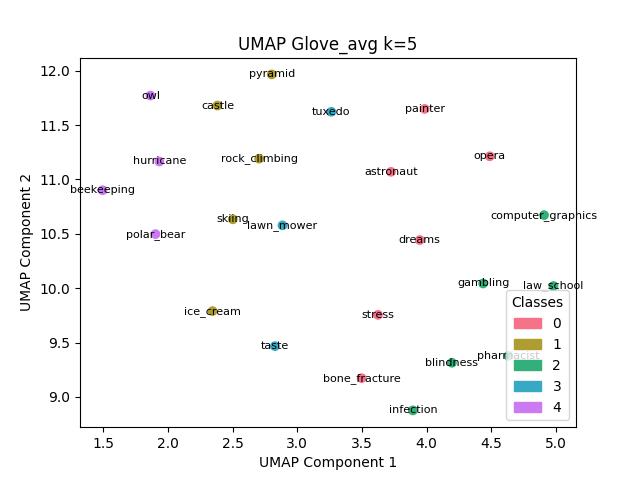 UMAP Glove_avg k=5
12.0
11.5
11.0
10.5
10.0
9.5
9.0
UMAP Component 2
pyramid
owl
castle
tuxedo
painter
opera
hurricane
rock_climbing
astronaut
beekeeping
computer_graphics
skiing
lawn_mower
polar_bear
dreams
gambling
law_school
ice_cream
stress
taste
pharmacist
blindness
bone_fracture
infection
Classes
0
1
2
3
4
1.5 2.0 2.5 3.0 3.5 4.0 4.5 5.0
UMAP Component 1